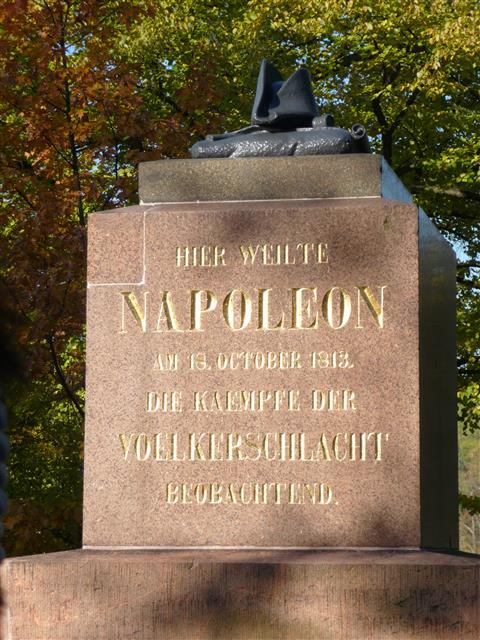 HIER WEILTE
NAPOLEON
AM 18. OCTOBER 1813.
DIE KAEMPFE DER
VOELKERSCHLACHT
BEOBACHTEND.